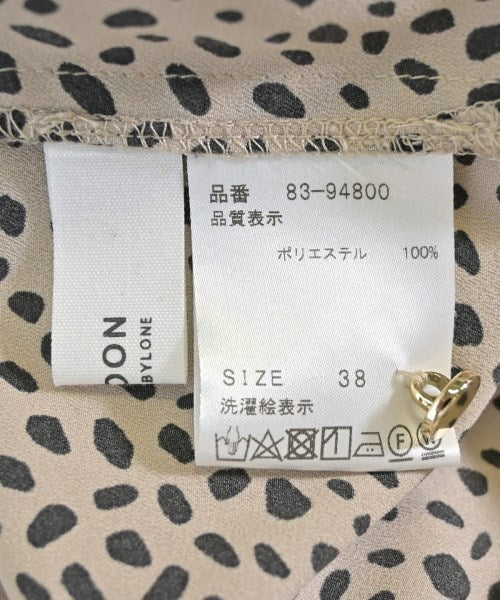 品番 83-94800
品質表示
ポリエステル 100%
SIZE 38
洗濯絵表示
F
OON
BYLONE